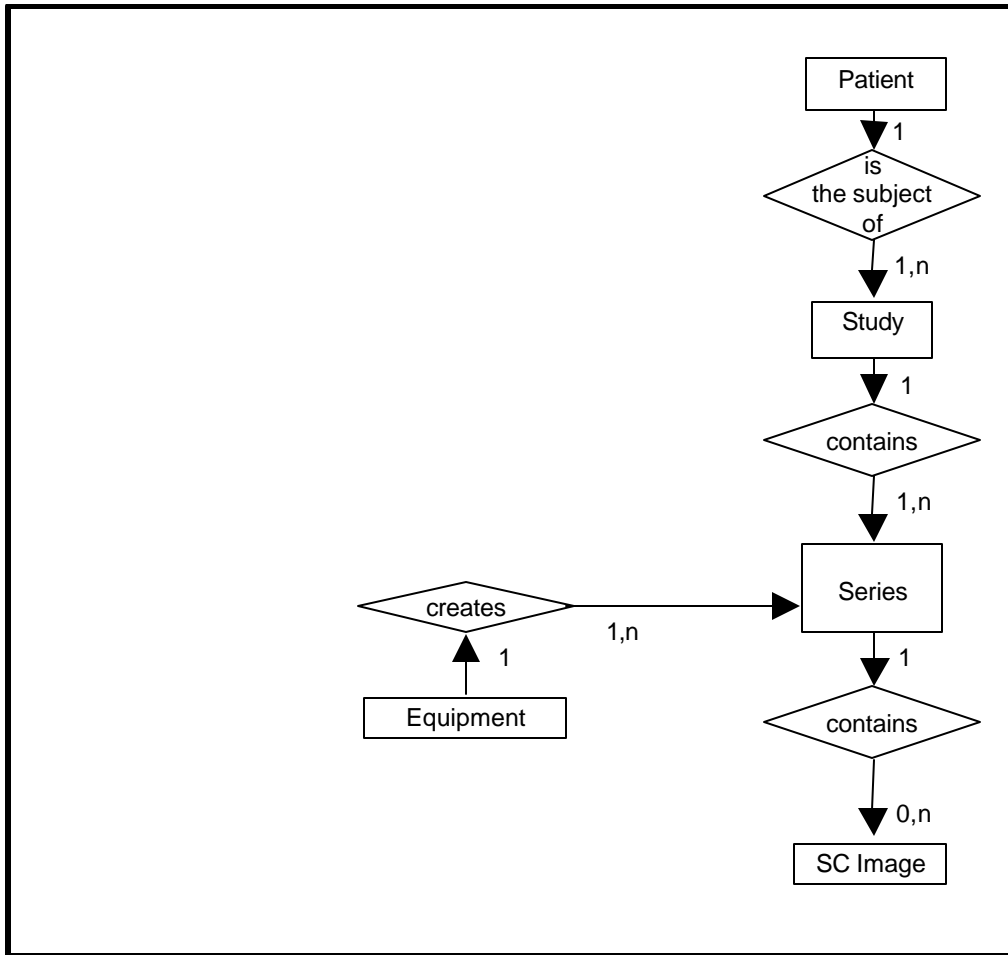 Patient
1
is
the subject
of
1,n
Study
1
contains
1,n
Series
creates
1,n
1
1
Equipment
contains
0,n
SC Image